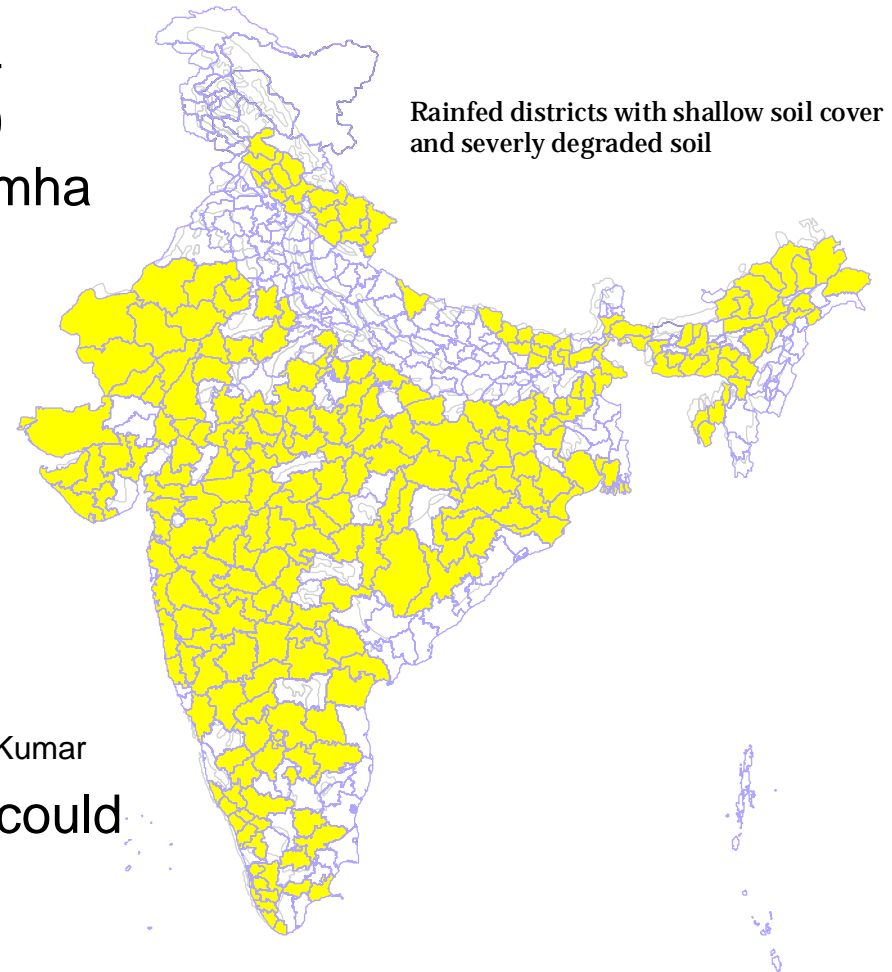 Rainfed districts with shallow soil cover
and severly degraded soil
mha
Kumar
could